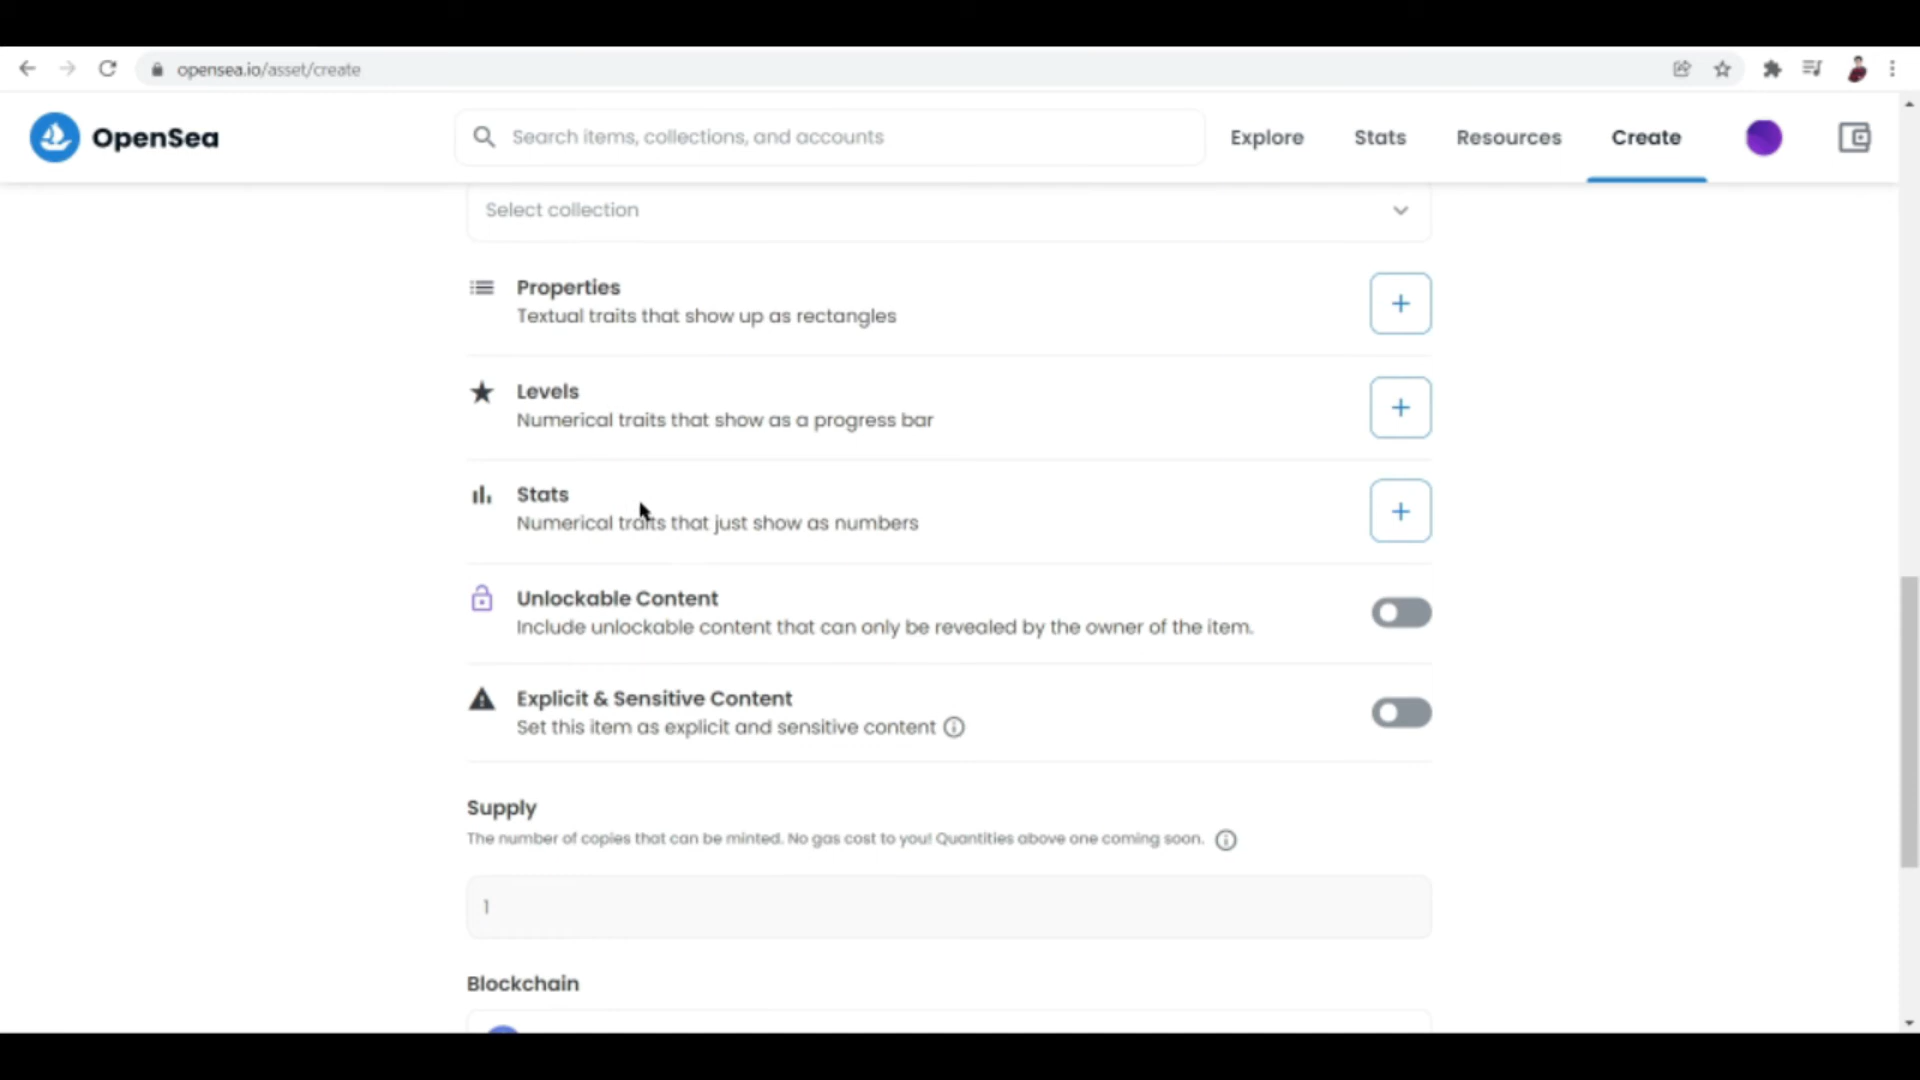 opensea.io/asset/create
OpenSea
Search items, collections, and accounts
Explore
Stats
Resources
Create
Select collection
Properties
Textual traits that show up as rectangles
Levels
Numerical traits that show as a progress bar
Stats
Numerical traits that just show as numbers
Unlockable Content
Include unlockable content that can only be revealed by the owner of the item.
Explicit & Sensitive Content
Set this item as explicit and sensitive content
Supply
The number of copies that can be minted. No gas cost to you! Quantities above one coming soon.
1
Blockchain